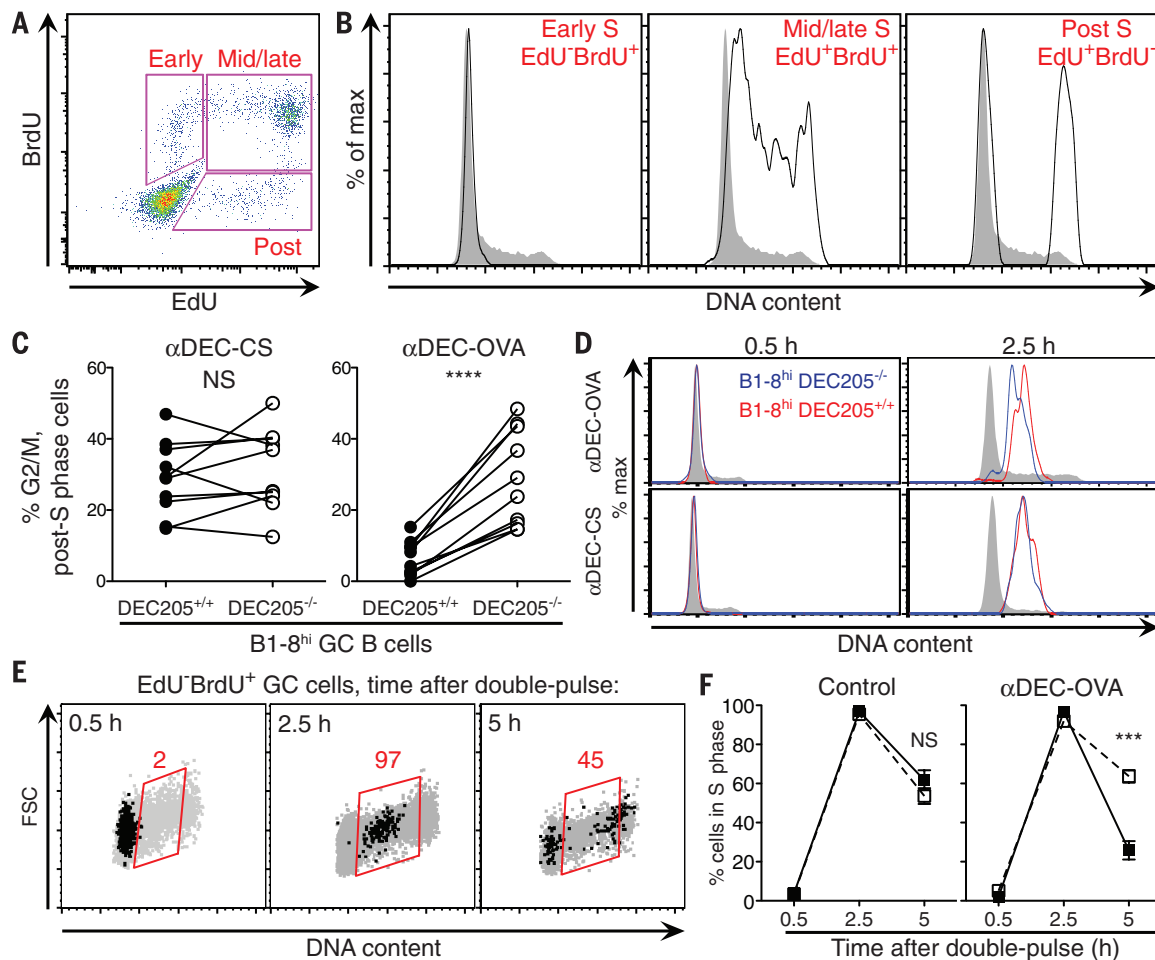 A
Early
Mid/late
Post
BrdU
EdU
B
Early S
EdU⁻BrdU⁺
Mid/late S
EdU⁺BrdU⁺
Post S
EdU⁺BrdU⁻
% of max
DNA content
C
αDEC-CS
NS
αDEC-OVA
****
% G2/M,
post-S phase cells
60
40
20
0
60
40
20
0
DEC205⁺/⁺
DEC205⁻/⁻
DEC205⁺/⁺
DEC205⁻/⁻
B1-8ʰⁱ GC B cells
D
0.5 h
2.5 h
B1-8ʰⁱ DEC205⁻/⁻
B1-8ʰⁱ DEC205⁺/⁺
αDEC-OVA
αDEC-CS
% max
DNA content
E
EdU⁻BrdU⁺ GC cells, time after double-pulse:
0.5 h
2
2.5 h
97
5 h
45
FSC
DNA content
F
Control
αDEC-OVA
NS
***
% cells in S phase
100
80
60
40
20
0
0.5
2.5
5
0.5
2.5
5
Time after double-pulse (h)